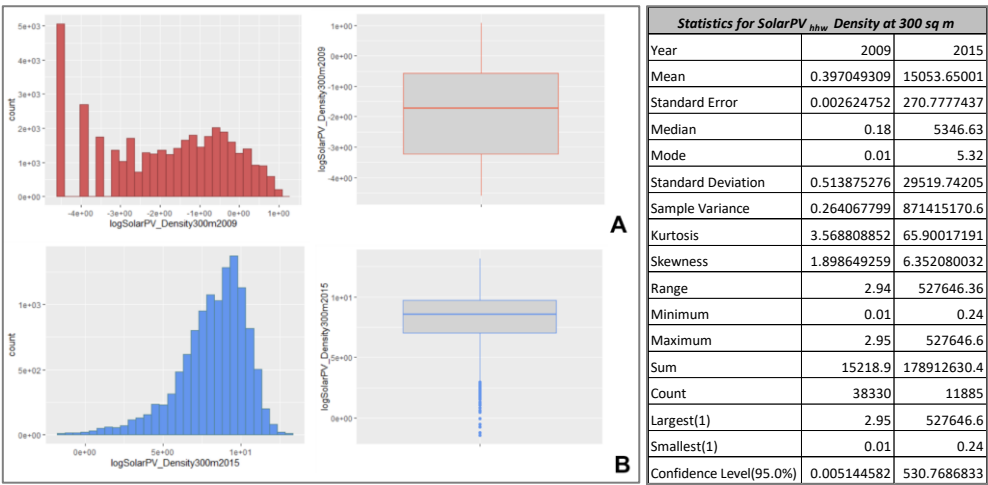 5e+03
4e+03
3e+03
2e+03
1e+03
0e+00
count
-4e+00 -3e+00 -2e+00 -1e+00 0e+00 1e+00
logSolarPV_Density300m2009
1e+00
0e+00
-1e+00
-2e+00
-3e+00
-4e+00
logSolarPV_Density300m2009
A
1e+03
5e+02
0e+00
count
0e+00 5e+00 1e+01
logSolarPV_Density300m2015
1e+01
5e+00
0e+00
logSolarPV_Density300m2015
B
Statistics for SolarPV hhw Density at 300 sq m
Year 2009 2015
Mean 0.397049309 15053.65001
Standard Error 0.002624752 270.7777437
Median 0.18 5346.63
Mode 0.01 5.32
Standard Deviation 0.513875276 29519.74205
Sample Variance 0.264067799 871415170.6
Kurtosis 3.568808852 65.90017191
Skewness 1.898649259 6.352080032
Range 2.94 527646.36
Minimum 0.01 0.24
Maximum 2.95 527646.6
Sum 15218.9 178912630.4
Count 38330 11885
Largest(1) 2.95 527646.6
Smallest(1) 0.01 0.24
Confidence Level(95.0%) 0.005144582 530.7686833